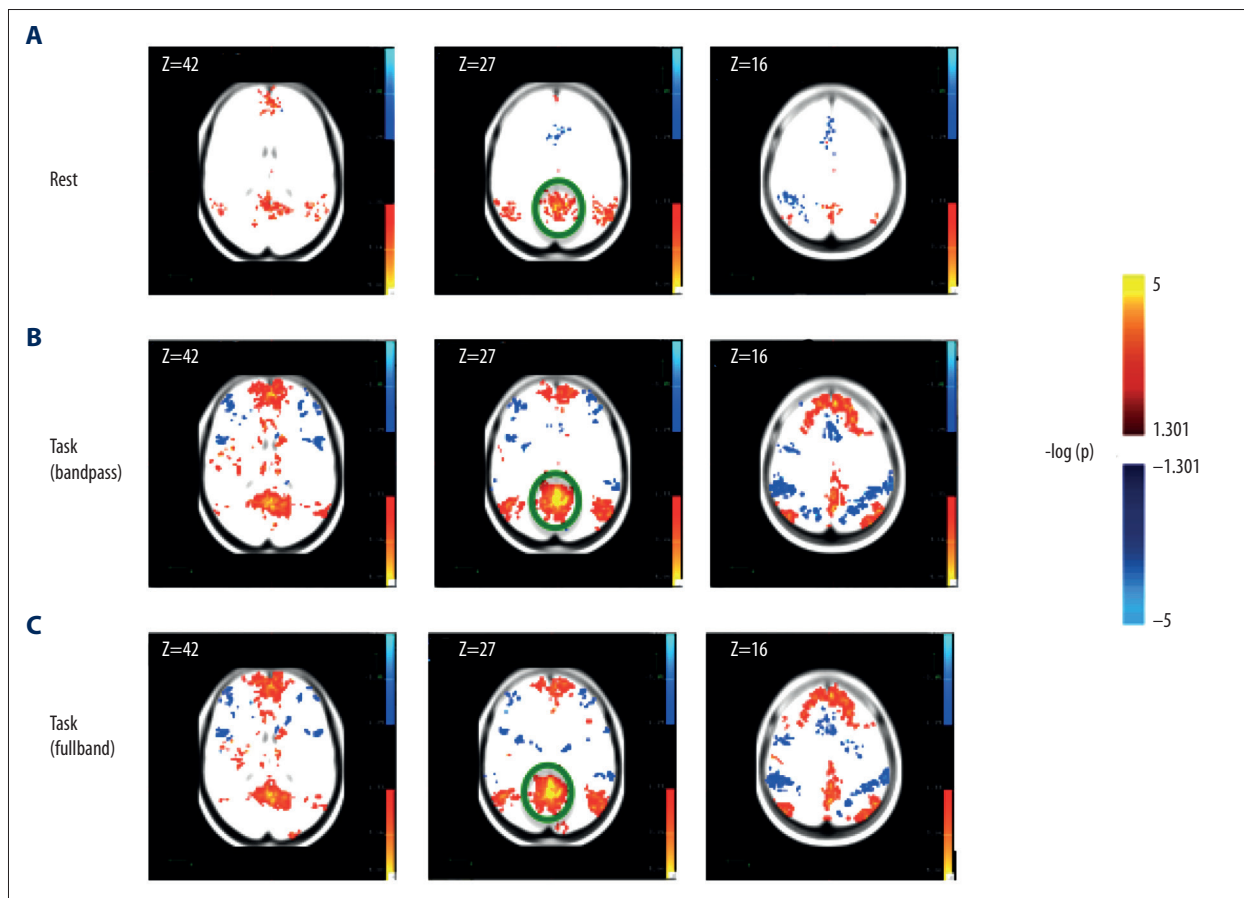 A
Z=42
Z=27
Z=16
Rest
B
Z=42
Z=27
Z=16
Task
(bandpass)
C
Z=42
Z=27
Z=16
Task
(fullband)
5
1.301
-log (p)
−1.301
−5